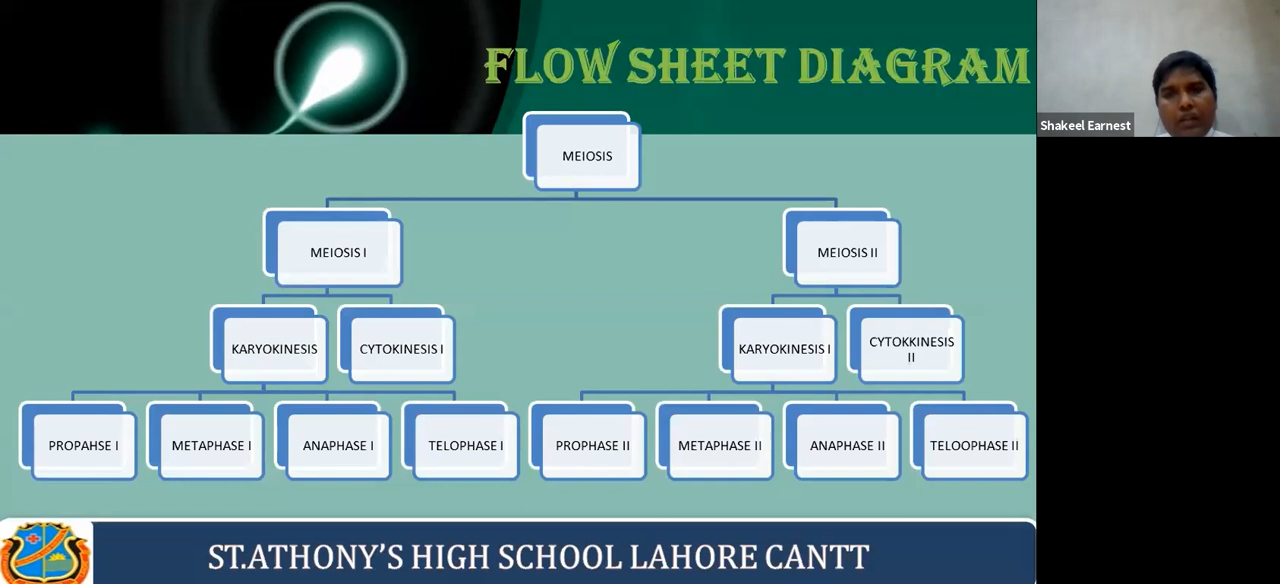 FLOW SHEET DIAGRAM
Shakeel Earnest
MEIOSIS
MEIOSIS I
MEIOSIS II
KARYOKINESIS
CYTOKINESIS I
KARYOKINESIS I
CYTOKKINESIS
II
PROPAHSE I
METAPHASE I
ANAPHASE I
TELOPHASE I
PROPHASE II
METAPHASE II
ANAPHASE II
TELOOPHASE II
ST.ATHONY'S HIGH SCHOOL LAHORE CANTT